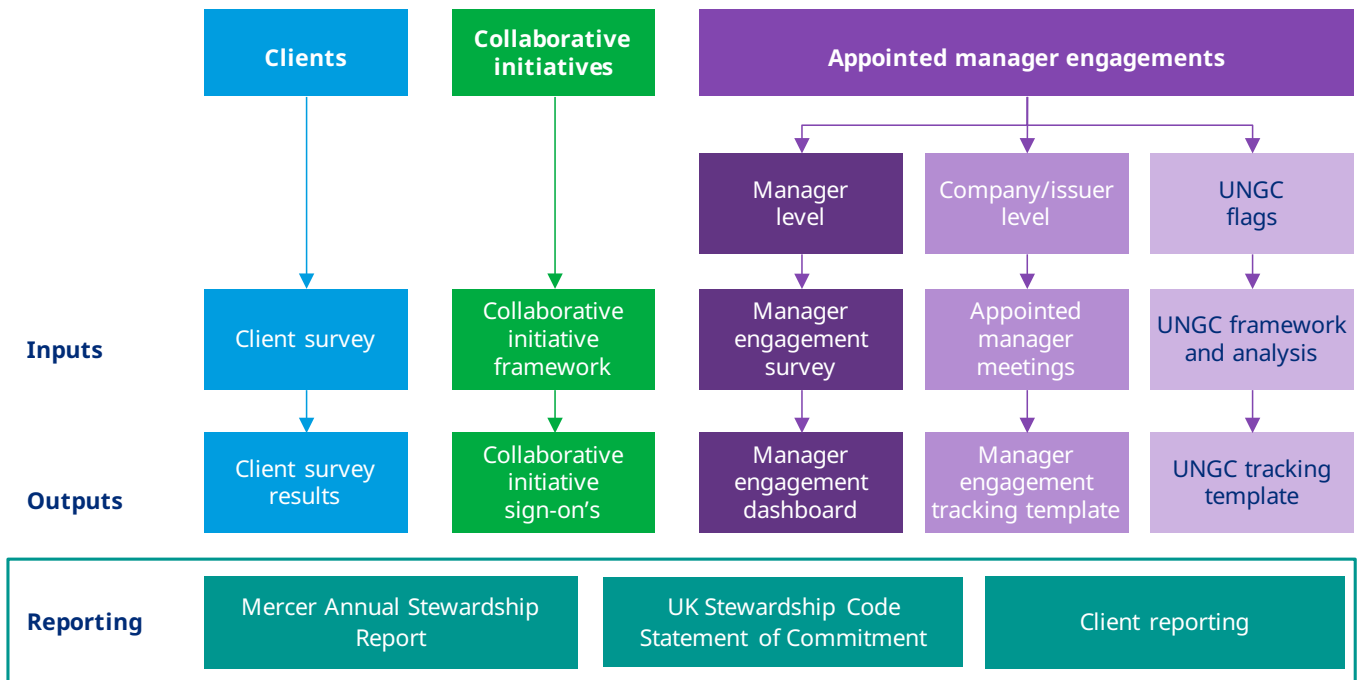 Clients
Collaborative
initiatives
Appointed manager engagements
Manager
level
Company/issuer
level
UNGC
flags
Inputs
Client survey
Collaborative
initiative
framework
Manager
engagement
survey
Appointed
manager
meetings
UNGC framework
and analysis
Outputs
Client survey
results
Collaborative
initiative
sign-on’s
Manager
engagement
dashboard
Manager
engagement
tracking template
UNGC tracking
template
Reporting
Mercer Annual Stewardship
Report
UK Stewardship Code
Statement of Commitment
Client reporting